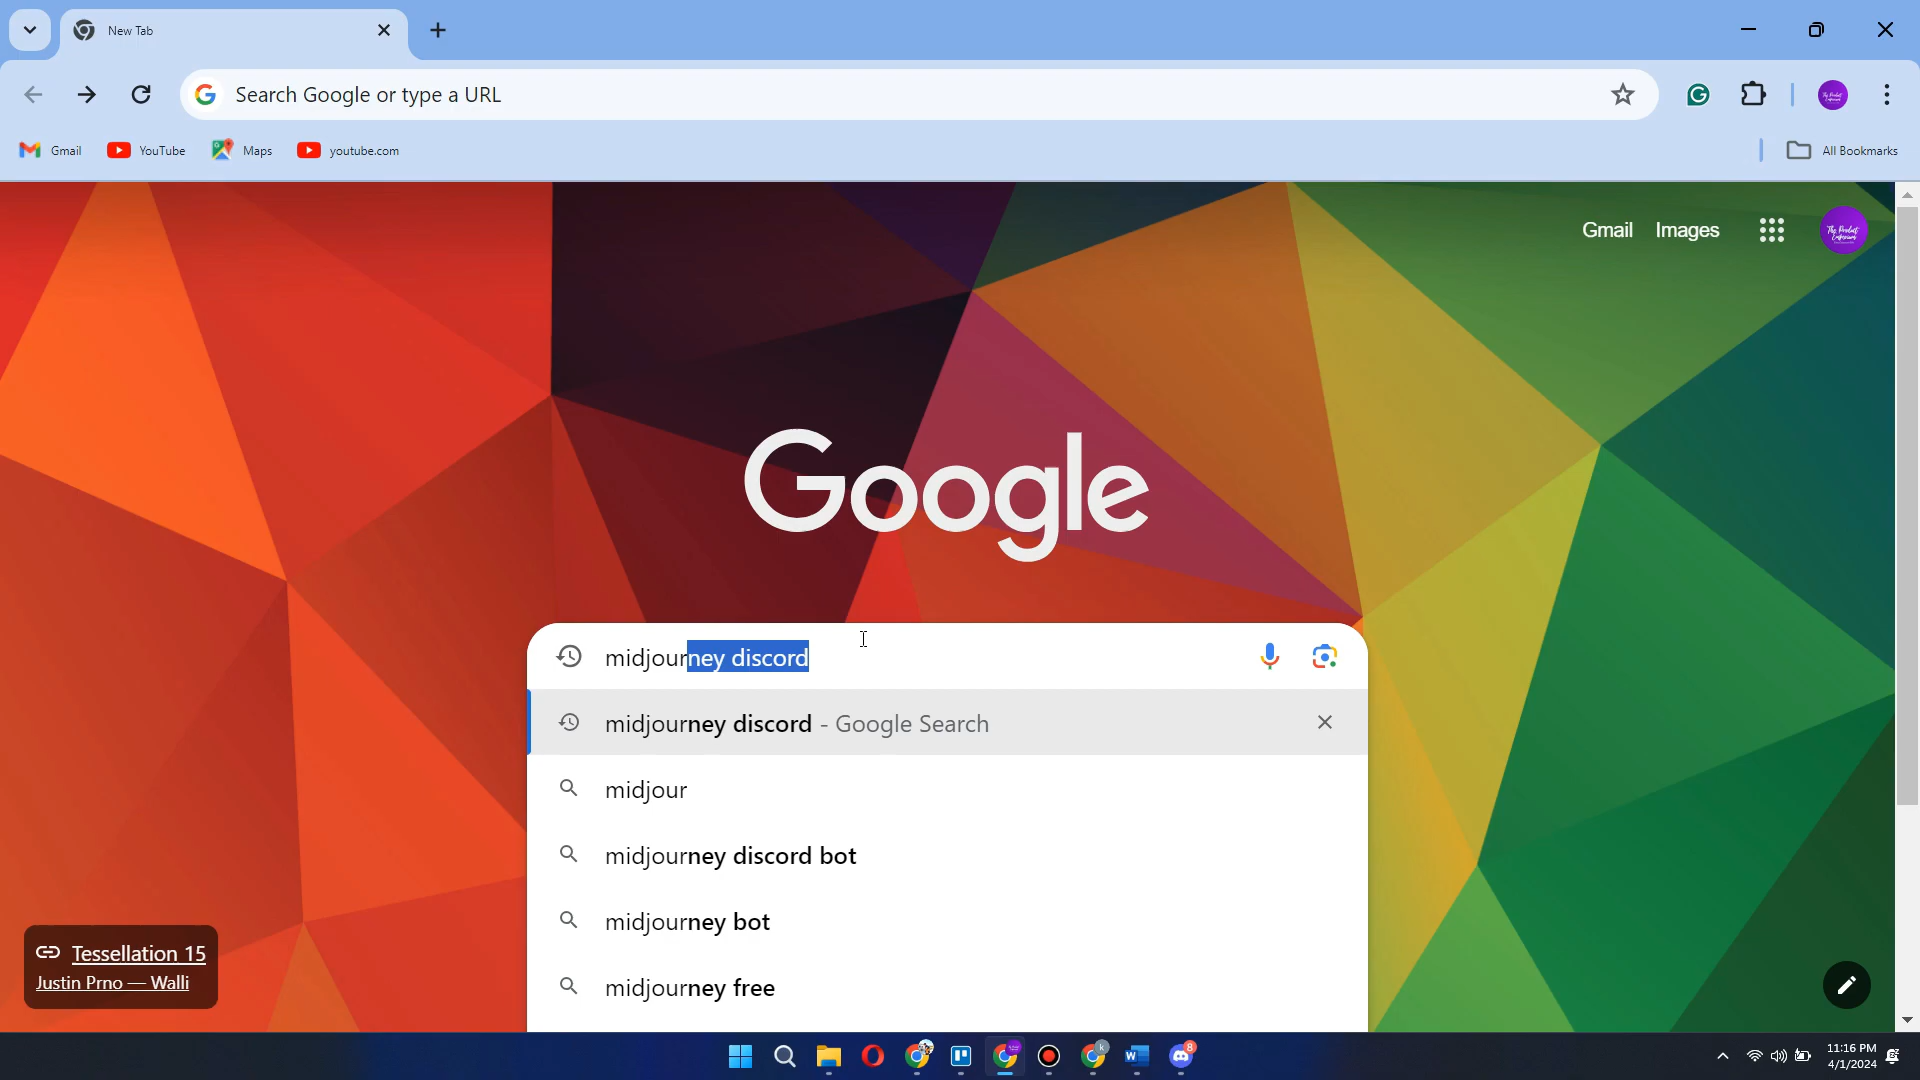 New Tab
Search Google or type a URL
Gmail
YouTube
Maps
youtube.com
All Bookmarks
Gmail
Images
Google
midjourney discord
midjourney discord - Google Search
midjour
midjourney discord bot
midjourney bot
midjourney free
Tessellation 15
Justin Prno — Walli
11:16 PM
4/1/2024